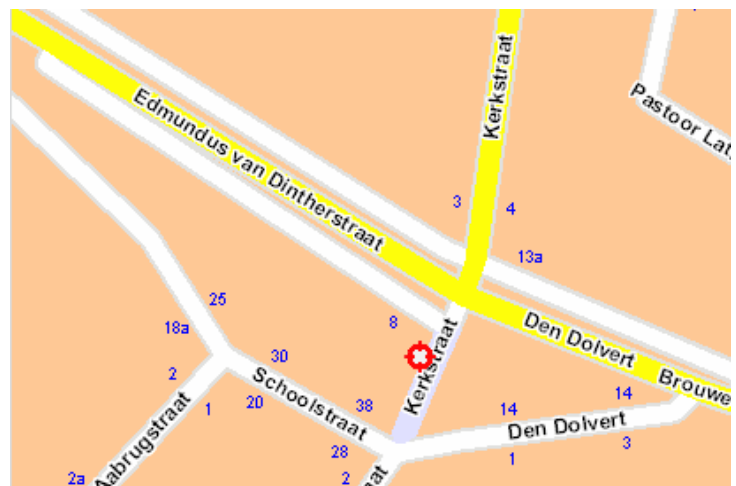 Edmundus van Dintherstraat
Kerkstraat
Pastoor Lat
3
4
13a
25
8
18a
Den Dolvert
30
Kerkstraat
2
Schoolstraat
Brouwe
20
38
14
14
1
Aabrugstraat
Den Dolvert
28
1
3
2a
2
aat